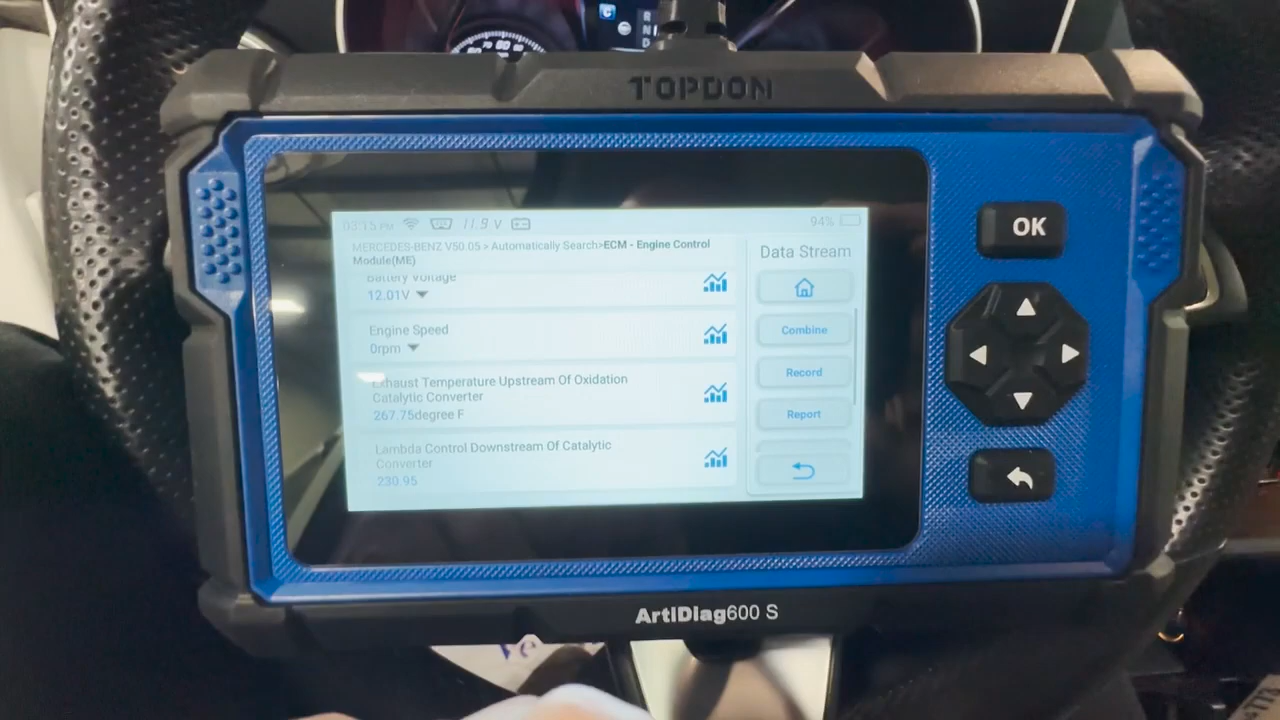 TOPDON
03:15 PM 11.9 V 94%
MERCEDES-BENZ V50.05 > Automatically Search>ECM - Engine Control
Module(ME)
Data Stream
Battery Voltage
12.01V
Engine Speed
0rpm
Exhaust Temperature Upstream Of Oxidation
Catalytic Converter
267.75degree F
Lambda Control Downstream Of Catalytic
Converter
230.95
Combine
Record
Report
OK
ArtiDiag600 S